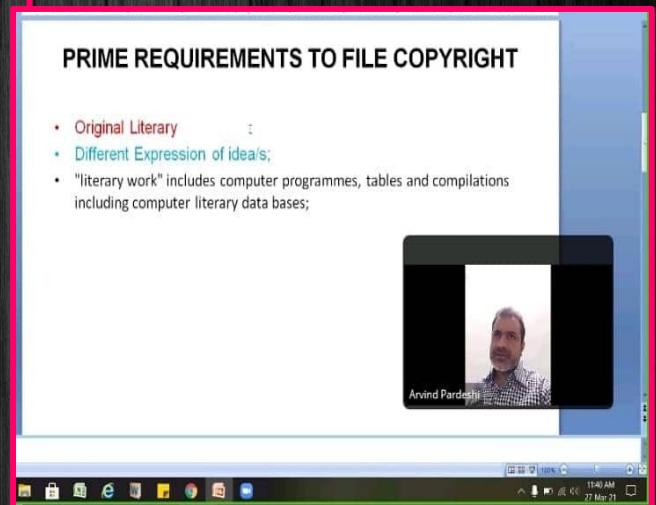 PRIME REQUIREMENTS TO FILE COPYRIGHT
• Original Literary
• Different Expression of idea/s;
• "literary work" includes computer programmes, tables and compilations
including computer literary data bases;
Arvind Pardeshi
100%
11:40 AM
27 Mar 21